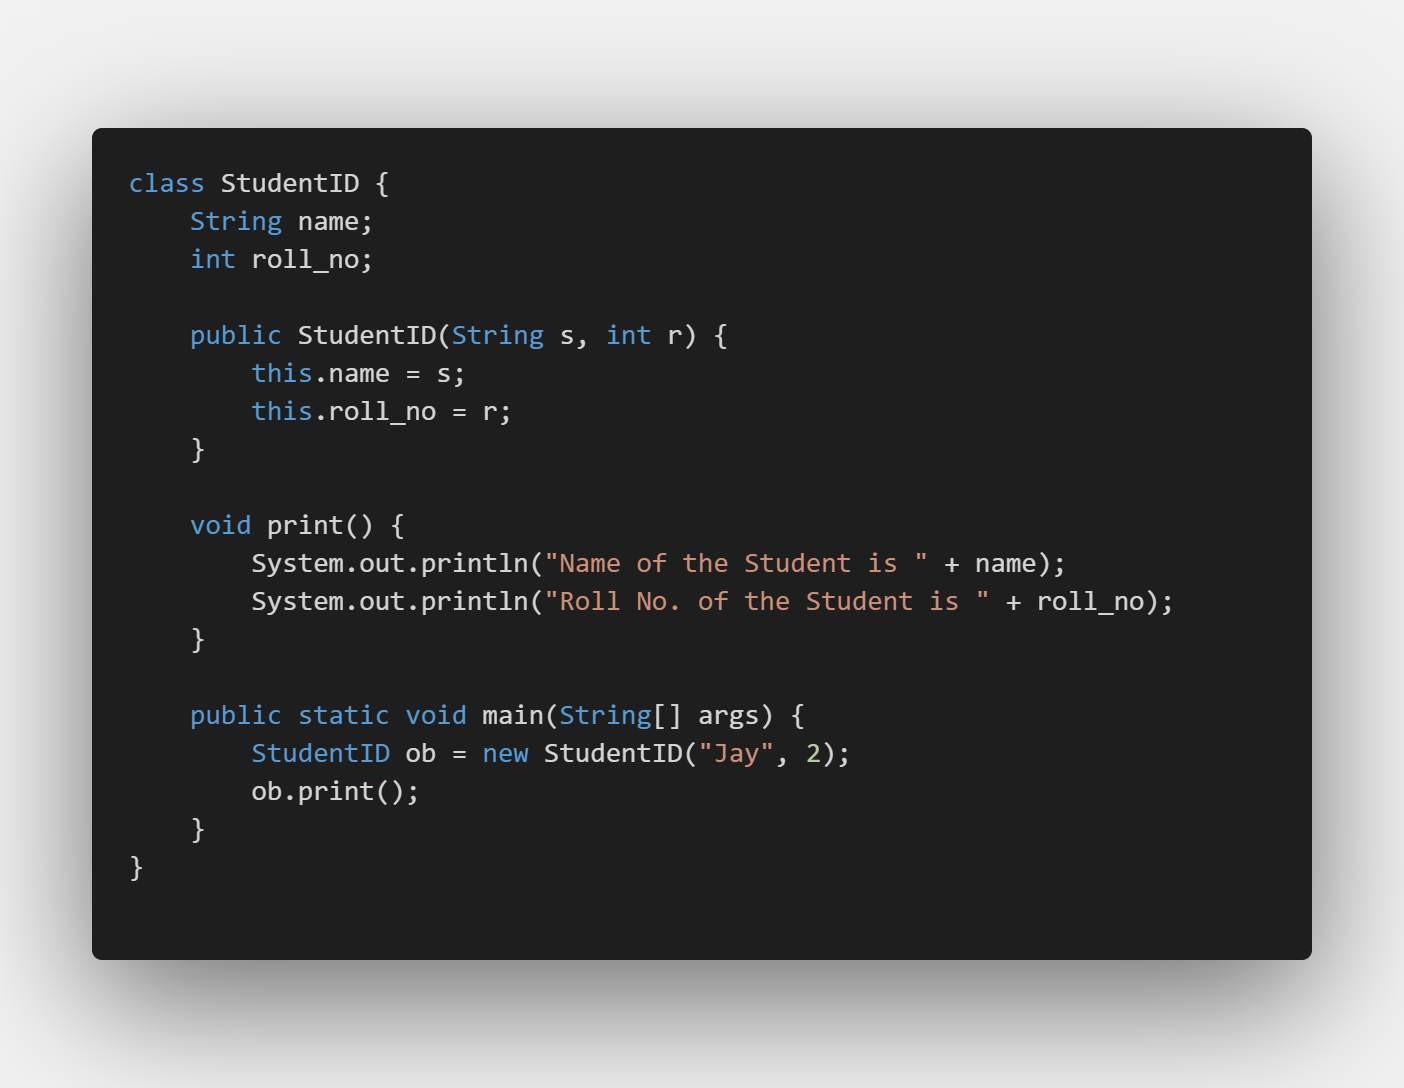 class StudentID {
    String name;
    int roll_no;

    public StudentID(String s, int r) {
        this.name = s;
        this.roll_no = r;
    }

    void print() {
        System.out.println("Name of the Student is " + name);
        System.out.println("Roll No. of the Student is " + roll_no);
    }

    public static void main(String[] args) {
        StudentID ob = new StudentID("Jay", 2);
        ob.print();
    }
}